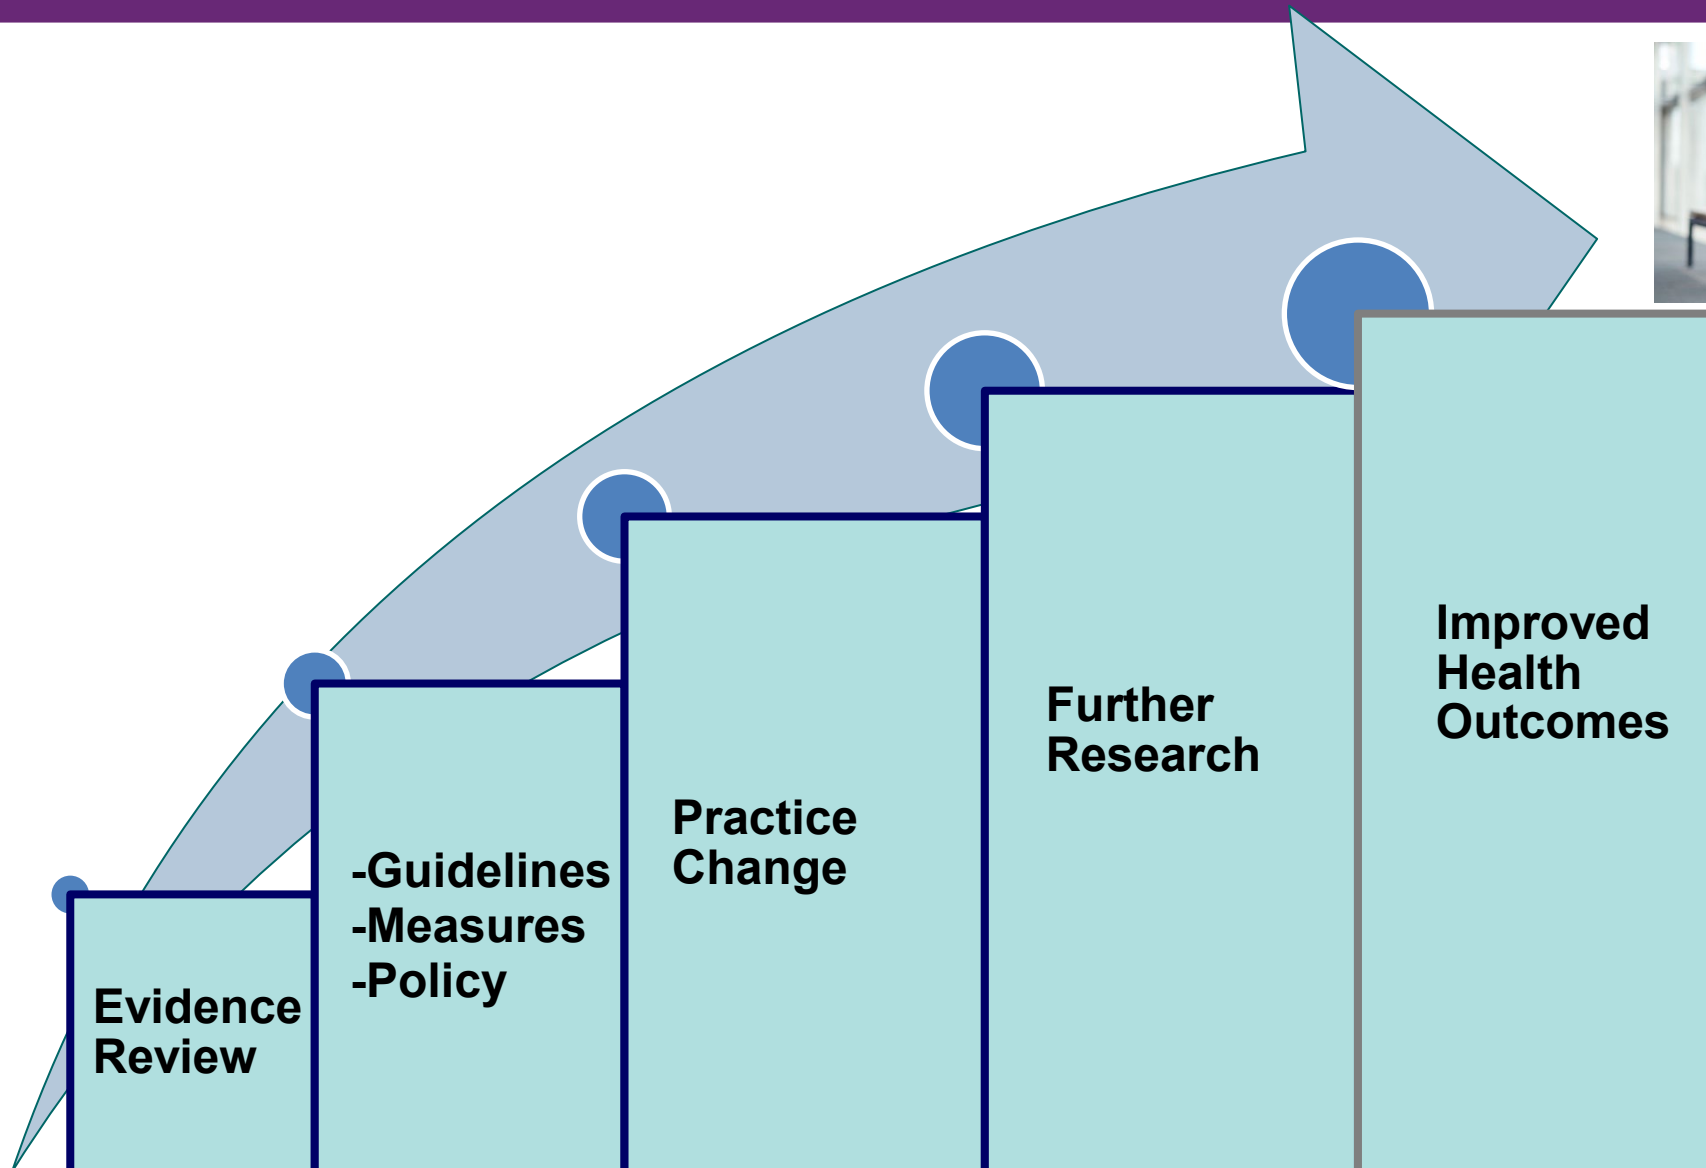 Evidence
Review
-Guidelines
-Measures
-Policy
Practice
Change
Further
Research
Improved
Health
Outcomes